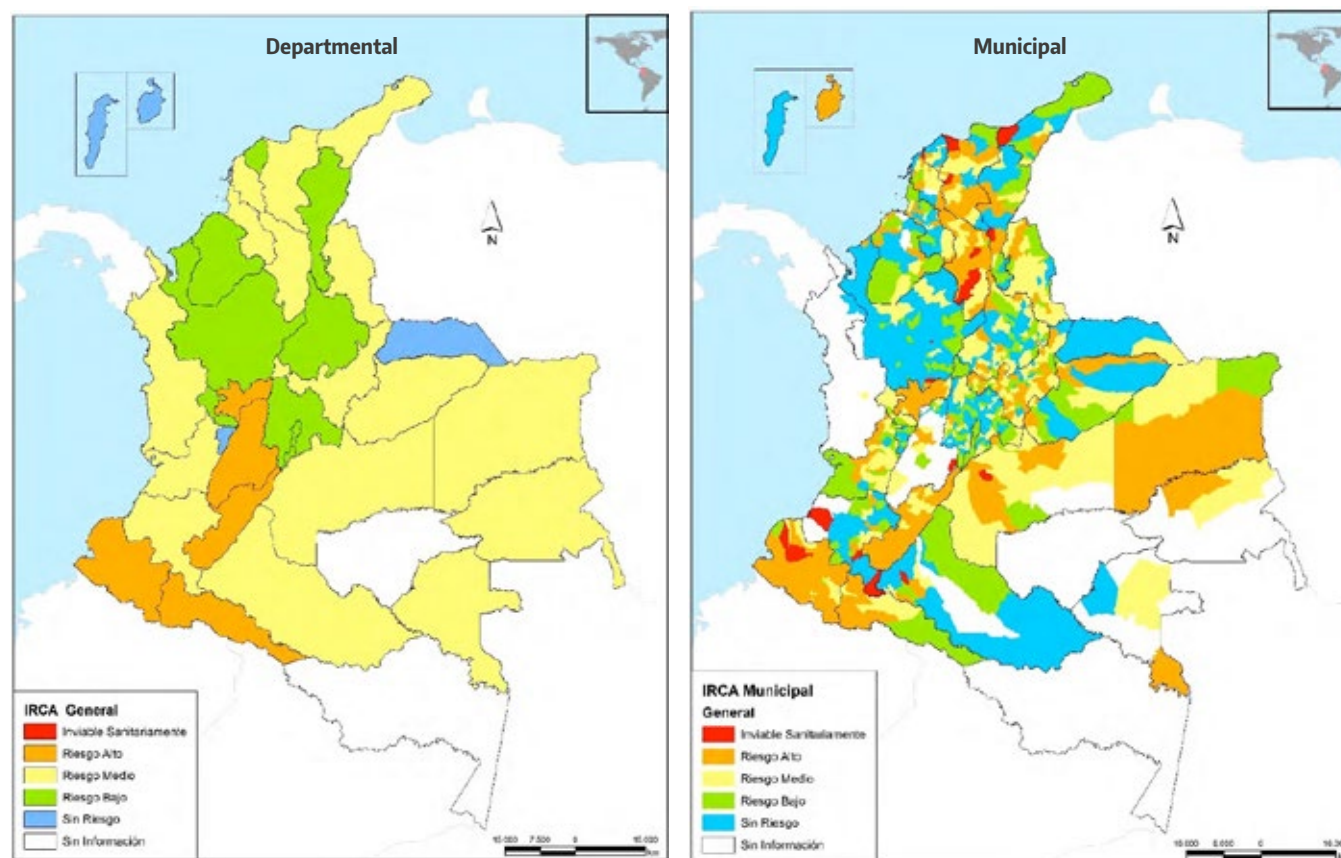 Departmental
N
IRCA General
Inviable Sanitariamente
Riesgo Alto
Riesgo Medio
Riesgo Bajo
Sin Riesgo
Sin Información
Municipal
N
IRCA Municipal
General
Inviable Sanitariamente
Riesgo Alto
Riesgo Medio
Riesgo Bajo
Sin Riesgo
Sin Información